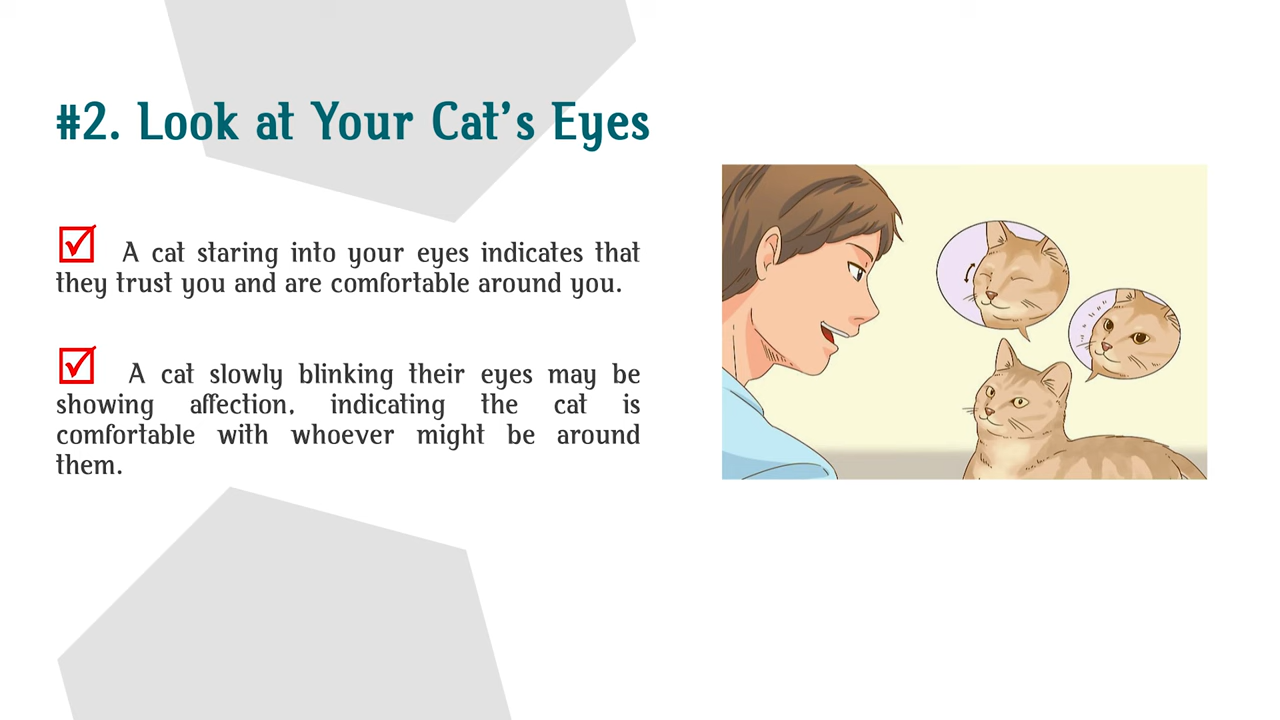 #2. Look at Your Cat's Eyes
A cat staring into your eyes indicates that
they trust you and are comfortable around you.
A cat slowly blinking their eyes may be
showing affection, indicating the cat is
comfortable with whoever might be around
them.